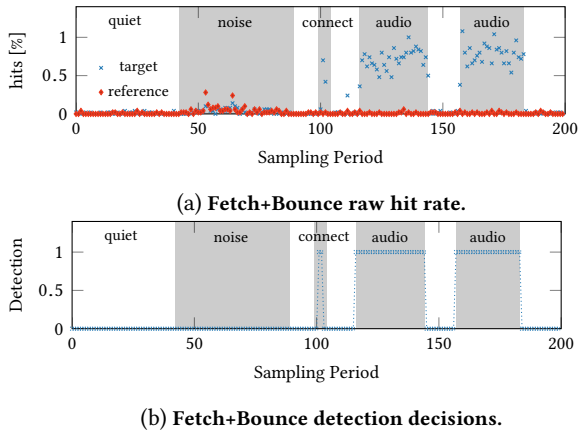 quiet noise connect audio audio
1
0.5
0
hits [%]
target
reference
0 50 100 150 200
Sampling Period
(a) Fetch+Bounce raw hit rate.
quiet noise connect audio audio
1
0.5
0
Detection
0 50 100 150 200
Sampling Period
(b) Fetch+Bounce detection decisions.